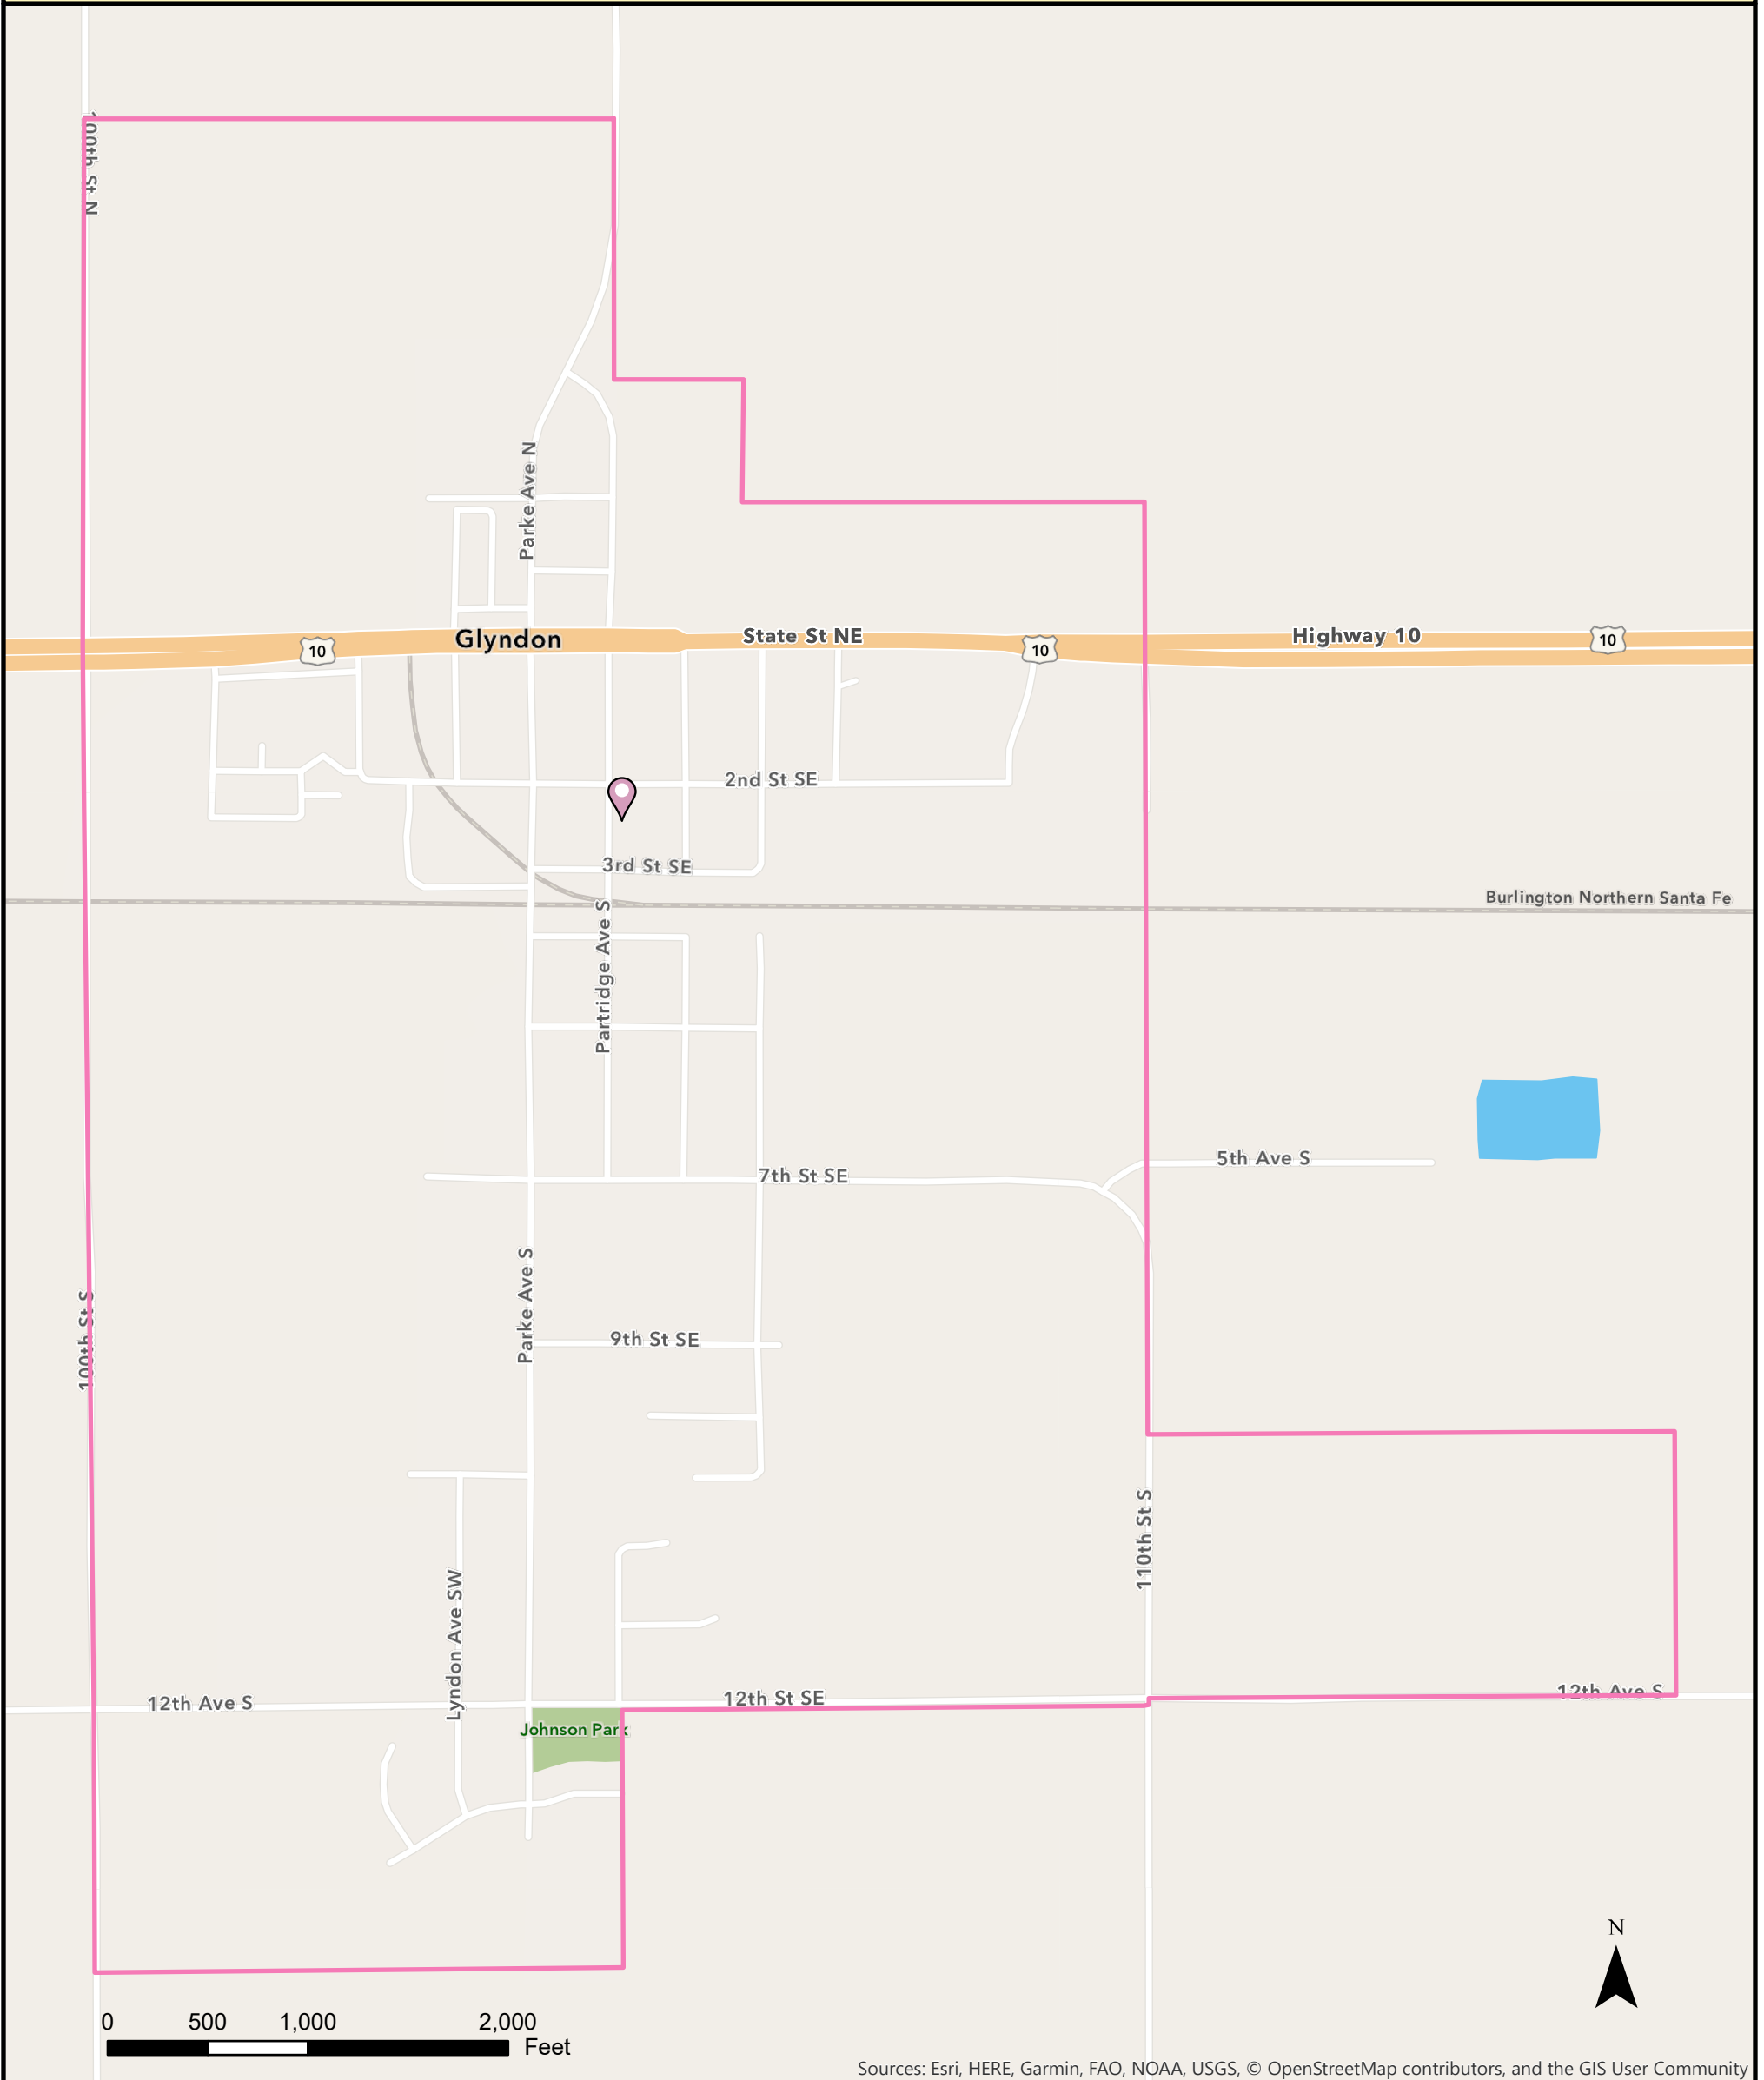 100th St N
Parke Ave N
Glyndon
State St NE
Highway 10
10
10
10
2nd St SE
3rd St SE
Burlington Northern Santa Fe
Partridge Ave S
5th Ave S
7th St SE
Parke Ave S
100th St S
9th St SE
110th St S
Lyndon Ave SW
12th Ave S
12th St SE
12th Ave S
Johnson Park
N
0 500 1,000 2,000
Feet
Sources: Esri, HERE, Garmin, FAO, NOAA, USGS, © OpenStreetMap contributors, and the GIS User Community